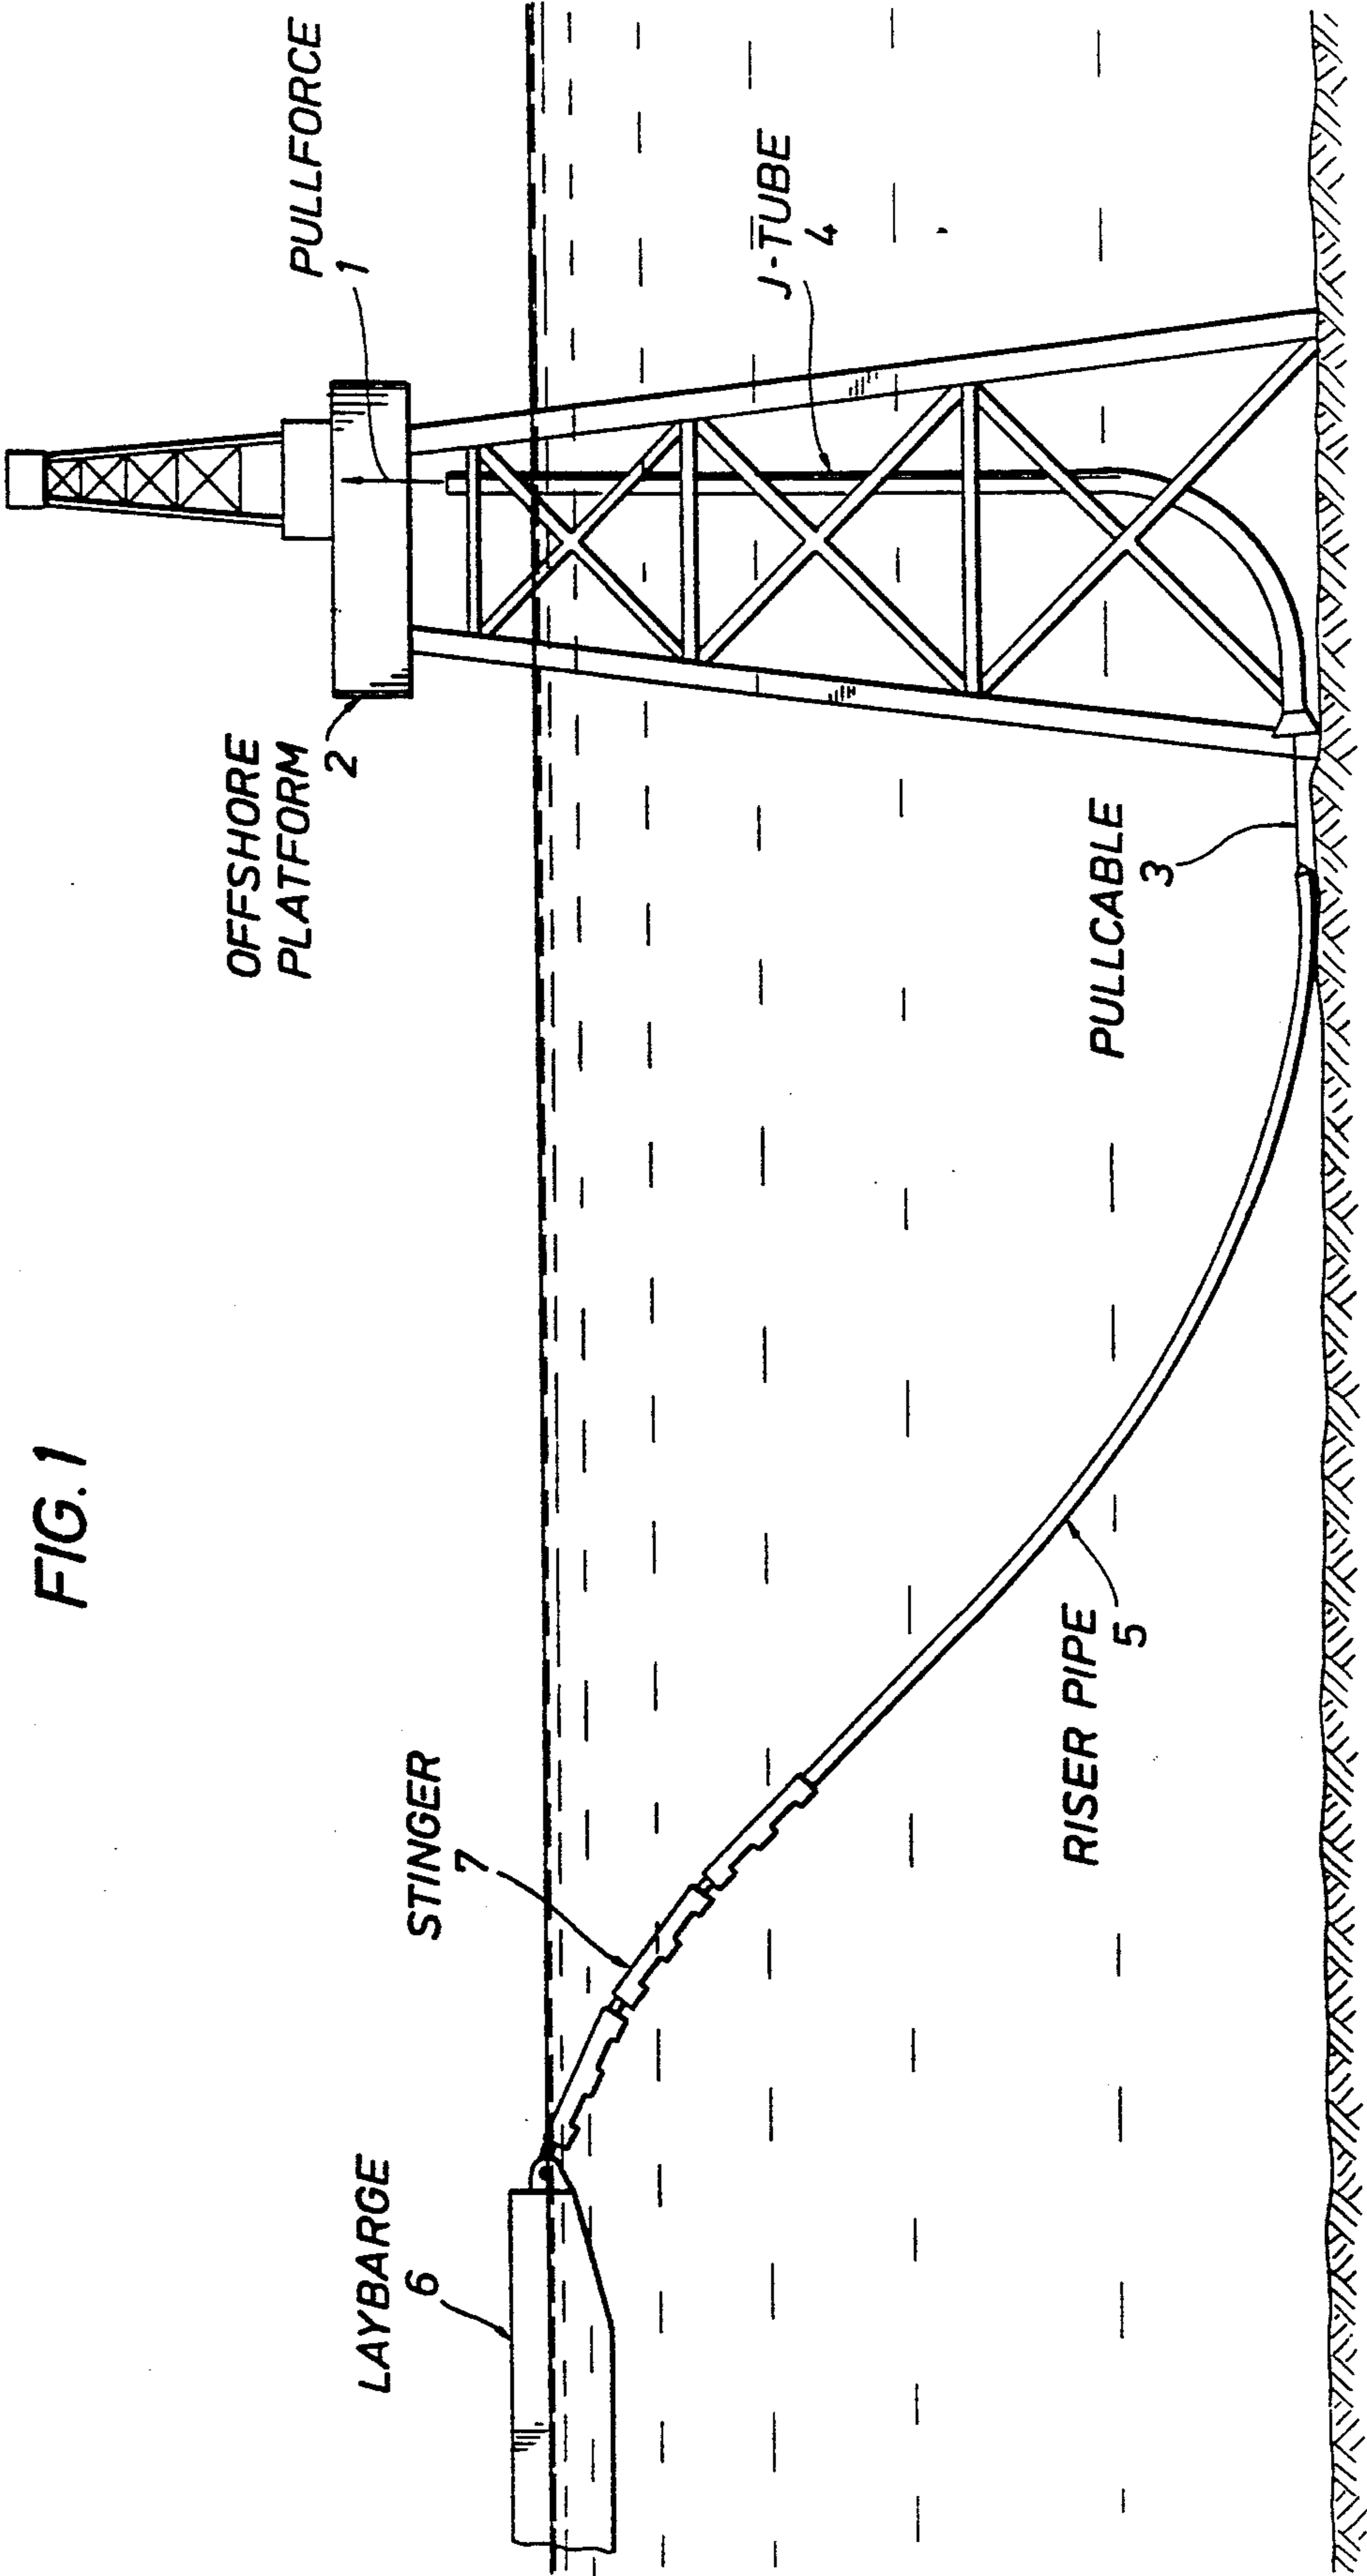 FIG. 1
LAYBARGE
6
STINGER
7
RISER PIPE
5
OFFSHORE
PLATFORM
2
PULLCABLE
3
PULLFORCE
1
J-TUBE
4